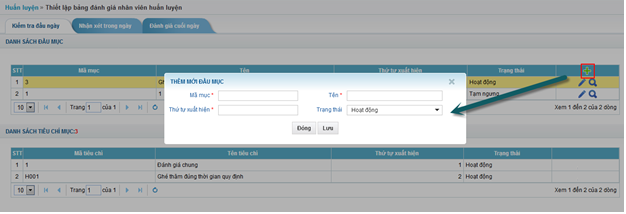 Huấn luyện > Thiết lập bảng đánh giá nhân viên huấn luyện
Kiểm tra đầu ngày Nhận xét trong ngày Đánh giá cuối ngày
DANH SÁCH ĐẦU MỤC
STT Mã mục Tên Thứ tự xuất hiện Trạng thái
1 3 Hoạt động
2 1 1 Tạm ngưng
10 Trang 1 của 1 Xem 1 đến 2 của 2 dòng
THÊM MỚI ĐẦU MỤC
Mã mục * Tên *
Thứ tự xuất hiện * Trạng thái Hoạt động
Đóng Lưu
DANH SÁCH TIÊU CHÍ MỤC:3
STT Mã tiêu chí Tên tiêu chí Thứ tự xuất hiện Trạng thái
1 1 Đánh giá chung 1 Hoạt động
2 H001 Ghé thăm đúng thời gian quy định 2 Hoạt động
10 Trang 1 của 1 Xem 1 đến 2 của 2 dòng